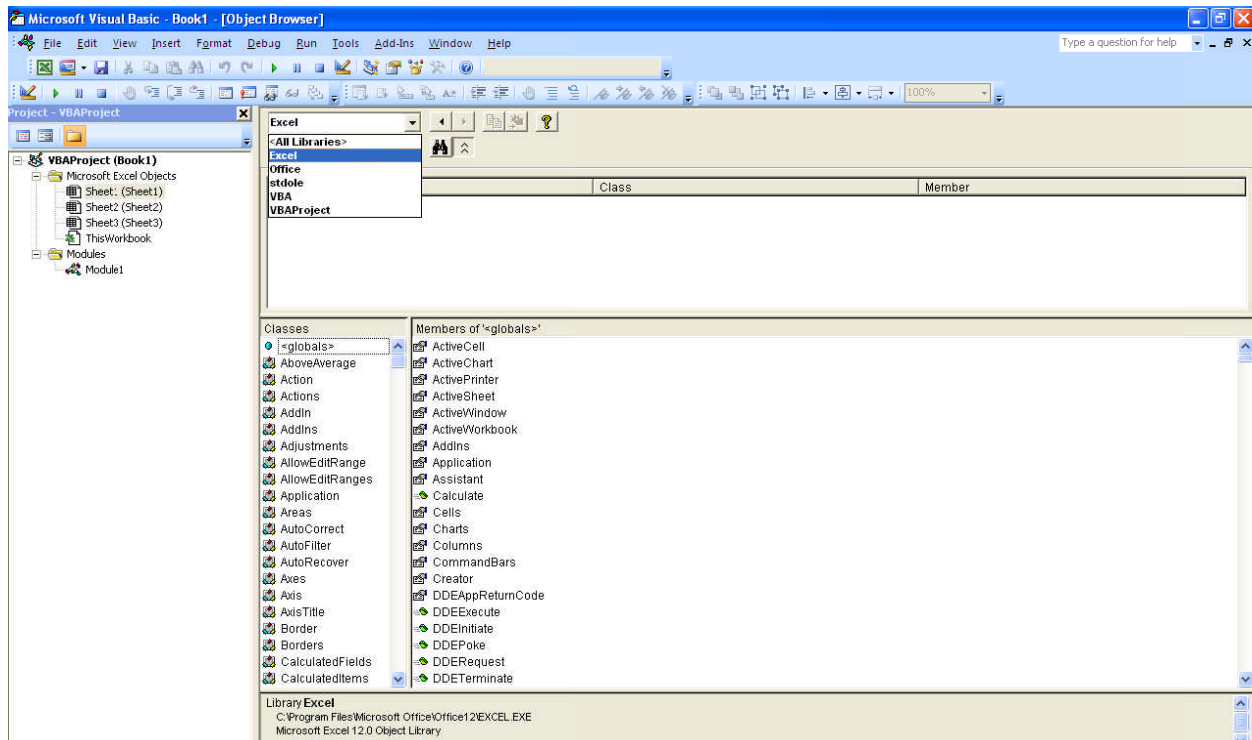 Microsoft Visual Basic - Book1 - [Object Browser]
File Edit View Insert Format Debug Run Tools Add-Ins Window Help
Type a question for help
100%
Project - VBAProject
VBAProject (Book1)
Microsoft Excel Objects
Sheet1 (Sheet1)
Sheet2 (Sheet2)
Sheet3 (Sheet3)
ThisWorkbook
Modules
Module1
Excel
<All Libraries>
Excel
Office
stdole
VBA
VBAProject
Class Member
Classes
<globals>
AboveAverage
Action
Actions
AddIn
AddIns
Adjustments
AllowEditRange
AllowEditRanges
Application
Areas
AutoCorrect
AutoFilter
AutoRecover
Axes
Axis
AxisTitle
Border
Borders
CalculatedFields
CalculatedItems
Members of '<globals>'
ActiveCell
ActiveChart
ActivePrinter
ActiveSheet
ActiveWindow
ActiveWorkbook
AddIns
Application
Assistant
Calculate
Cells
Charts
Columns
CommandBars
Creator
DDEAppReturnCode
DDEExecute
DDEInitiate
DDEPoke
DDERequest
DDETerminate
Library Excel
C:\Program Files\Microsoft Office\Office12\EXCEL.EXE
Microsoft Excel 12.0 Object Library